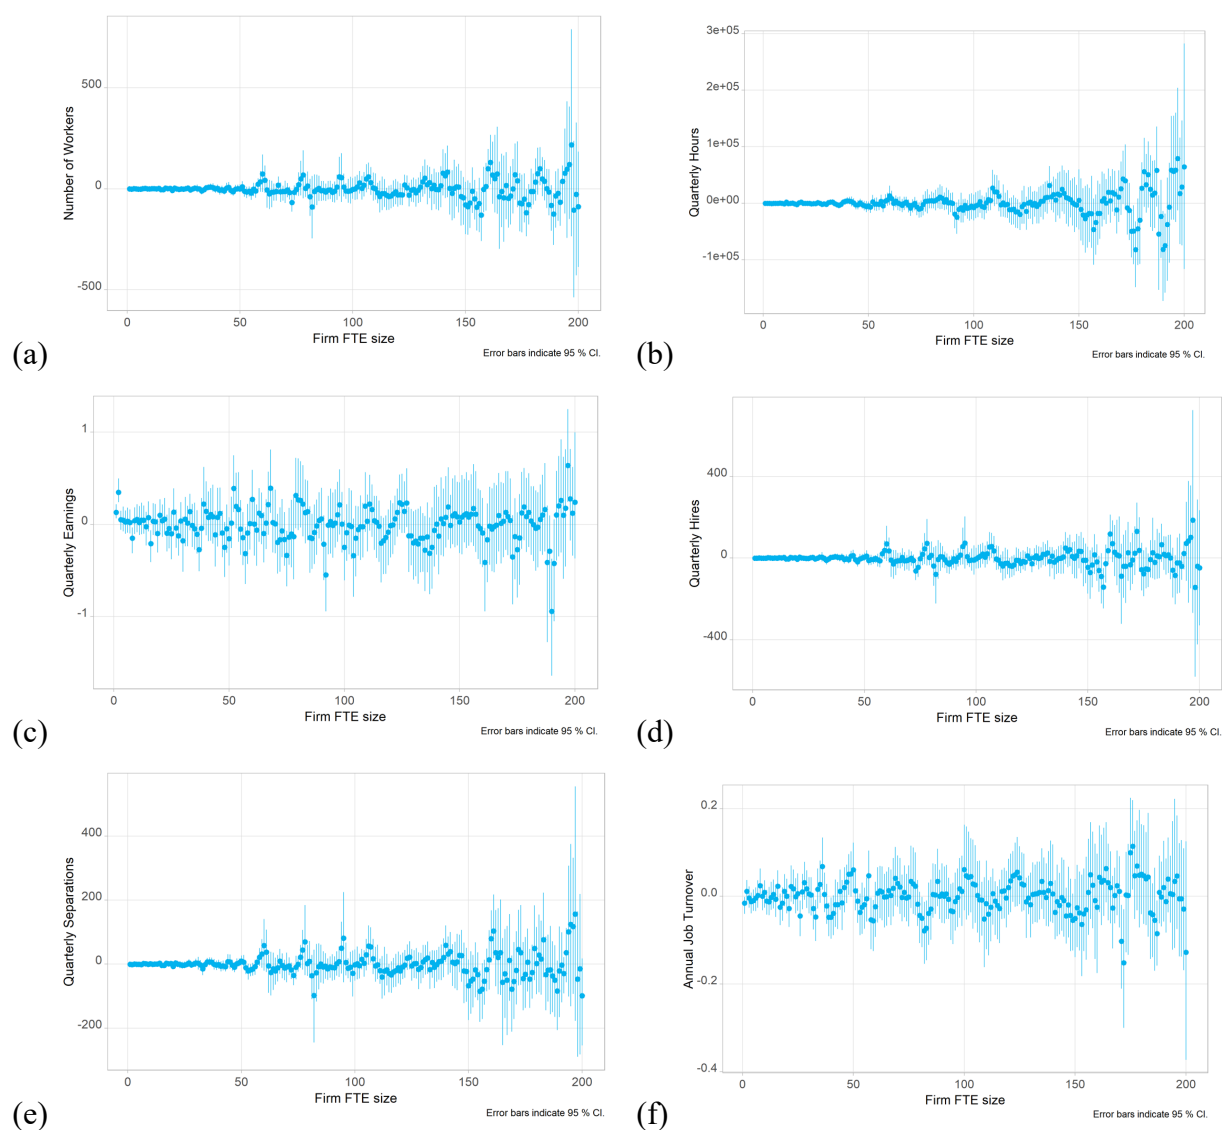 500
0
-500
Number of Workers
0
50
100
150
200
Firm FTE size
Error bars indicate 95 % CI.
(a)
3e+05
2e+05
1e+05
0e+00
-1e+05
Quarterly Hours
0
50
100
150
200
Firm FTE size
Error bars indicate 95 % CI.
(b)
1
0
-1
Quarterly Earnings
0
50
100
150
200
Firm FTE size
Error bars indicate 95 % CI.
(c)
400
0
-400
Quarterly Hires
0
50
100
150
200
Firm FTE size
Error bars indicate 95 % CI.
(d)
400
200
0
-200
Quarterly Separations
0
50
100
150
200
Firm FTE size
Error bars indicate 95 % CI.
(e)
0.2
0.0
-0.2
-0.4
Annual Job Turnover
0
50
100
150
200
Firm FTE size
Error bars indicate 95 % CI.
(f)